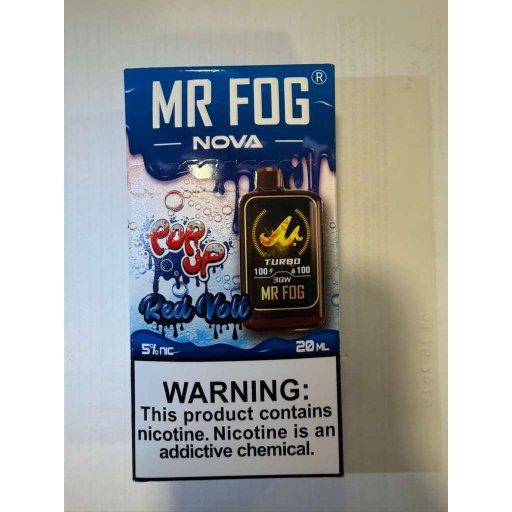 MR FOG®
NOVA
POP
UP
TURBO
100 100
30W
MR FOG
Red Volt
5% NIC
20 ML
WARNING:
This product contains
nicotine. Nicotine is an
addictive chemical.